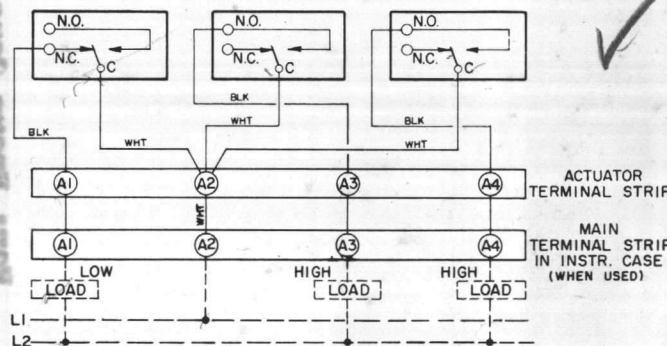 N.O.
N.C.
C
N.O.
N.C.
C
N.O.
N.C.
C
BLK
BLK
BLK
WHT
WHT
WHT
A1 A2 A3 A4
ACTUATOR
TERMINAL STRIP
WHT
A1 A2 A3 A4
MAIN
TERMINAL STRIP
IN INSTR. CASE
(WHEN USED)
LOW
HIGH
HIGH
LOAD
LOAD
LOAD
L1
L2